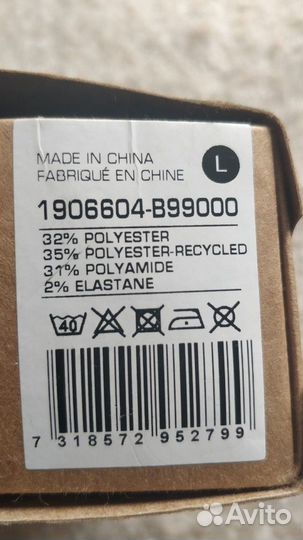 MADE IN CHINA
FABRIQUÉ EN CHINE
L
1906604-B99000
32% POLYESTER
35% POLYESTER-RECYCLED
31% POLYAMIDE
2% ELASTANE
40
7 318572 952799
Avito